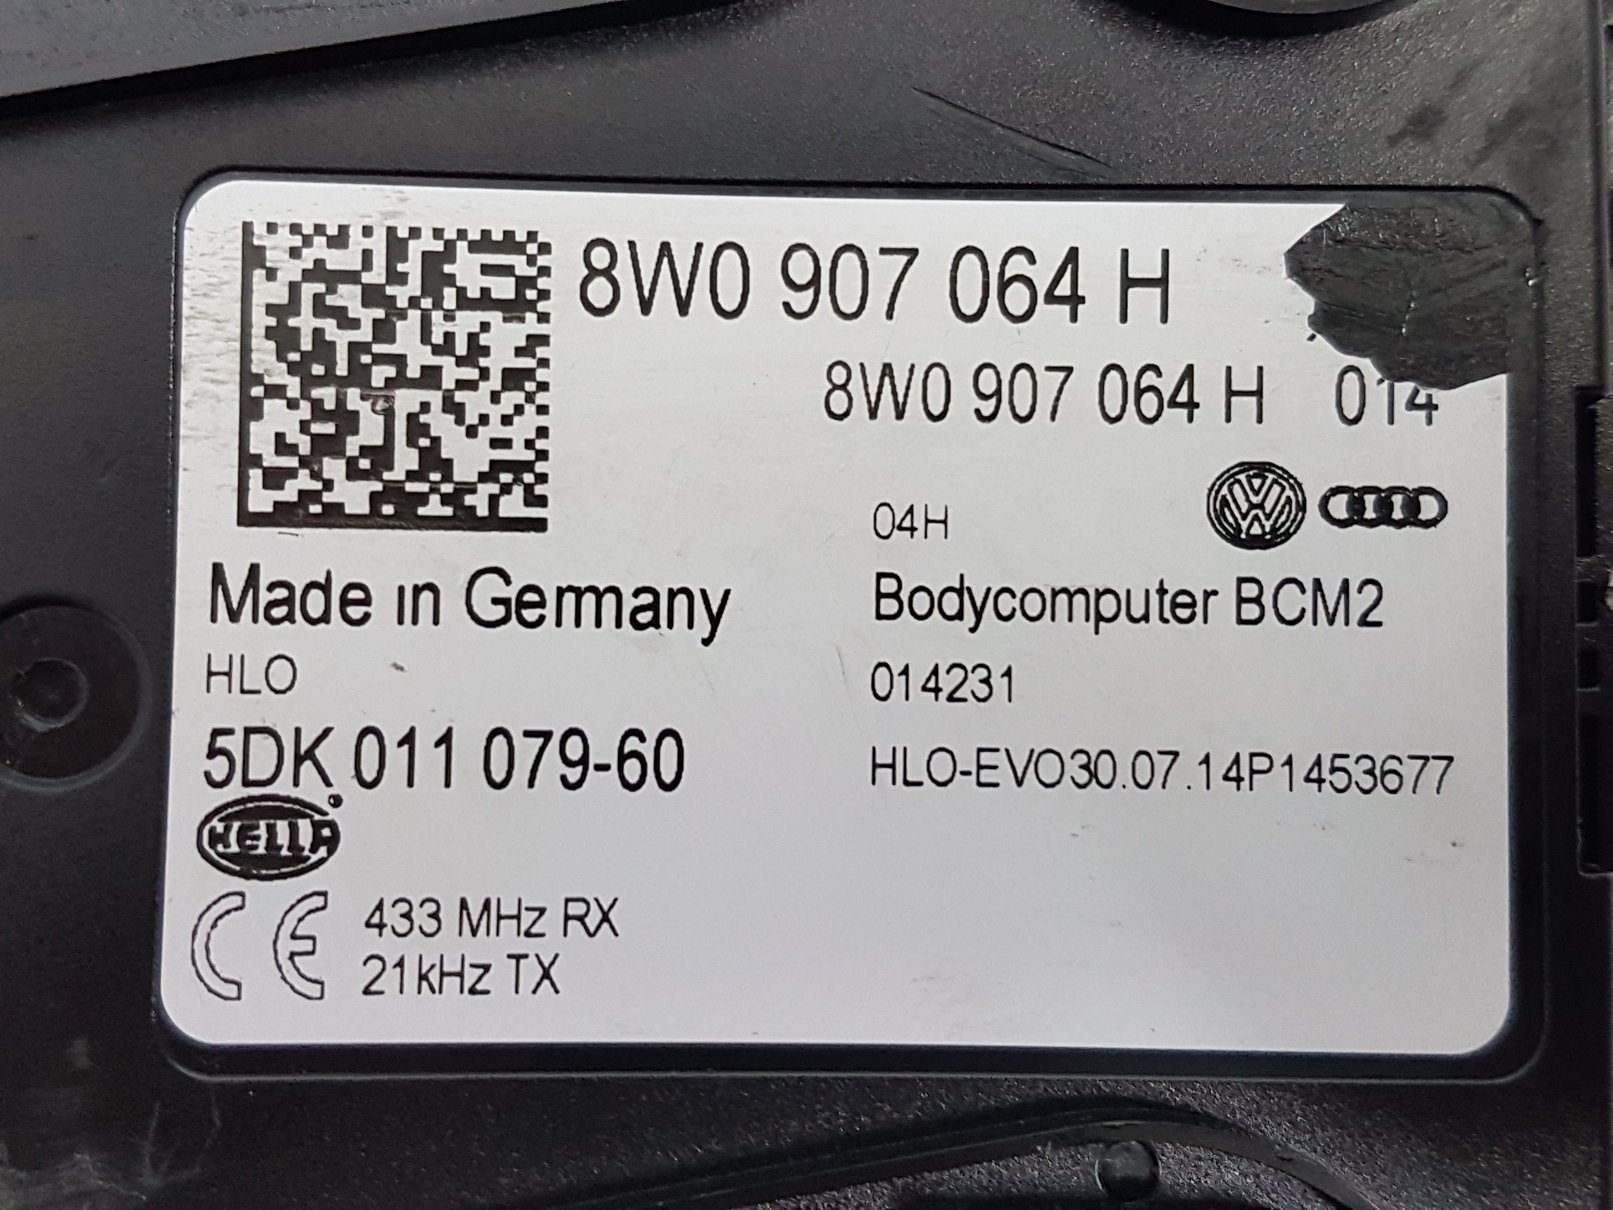 8W0 907 064 H
8W0 907 064 H 014
04H
Made in Germany
Bodycomputer BCM2
HLO
014231
5DK 011 079-60
HLO-EVO30.07.14P1453677
HELLA
CE
433 MHz RX
21kHz TX